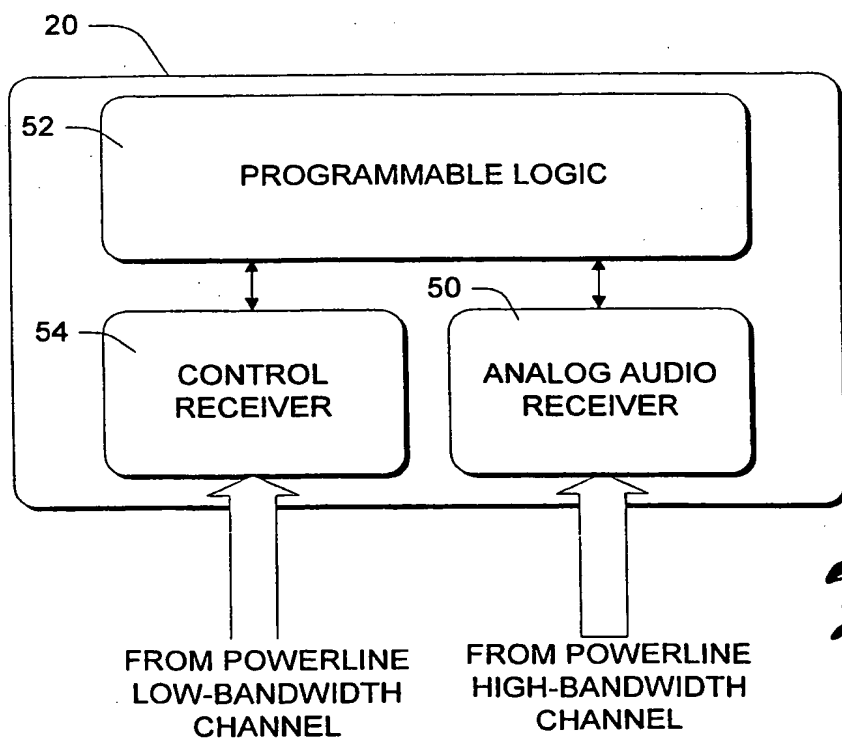 20
52
PROGRAMMABLE LOGIC
50
54
CONTROL
RECEIVER
ANALOG AUDIO
RECEIVER
FROM POWERLINE
LOW-BANDWIDTH
CHANNEL
FROM POWERLINE
HIGH-BANDWIDTH
CHANNEL